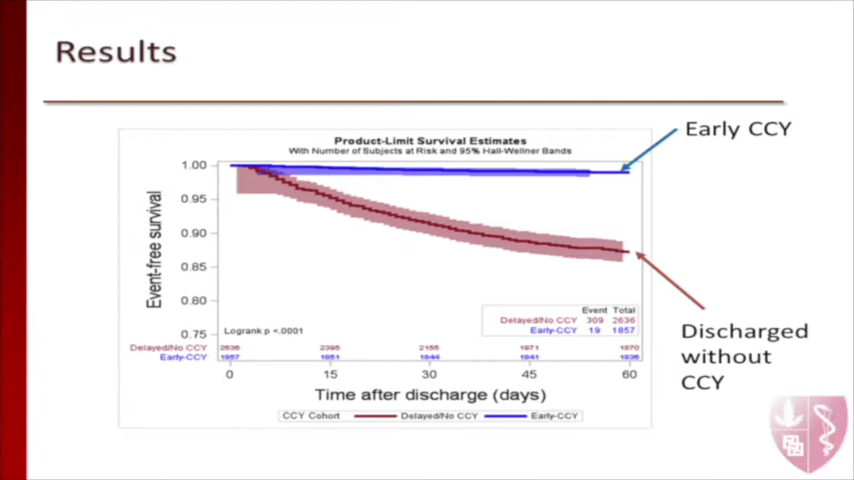 Results
Product-Limit Survival Estimates
With Number of Subjects at Risk and 95% Hall-Wellner Bands
Early CCY
1.00
0.95
0.90
0.85
0.80
0.75
Event-free survival
Event Total
Delayed/No CCY 309 2636
Early-CCY 19 1857
Logrank p <.0001
Delayed/No CCY 2636 2395 2155 1971 1870
Early-CCY 1857 1851 1844 1841 1836
0 15 30 45 60
Time after discharge (days)
CCY Cohort Delayed/No CCY Early-CCY
Discharged
without
CCY